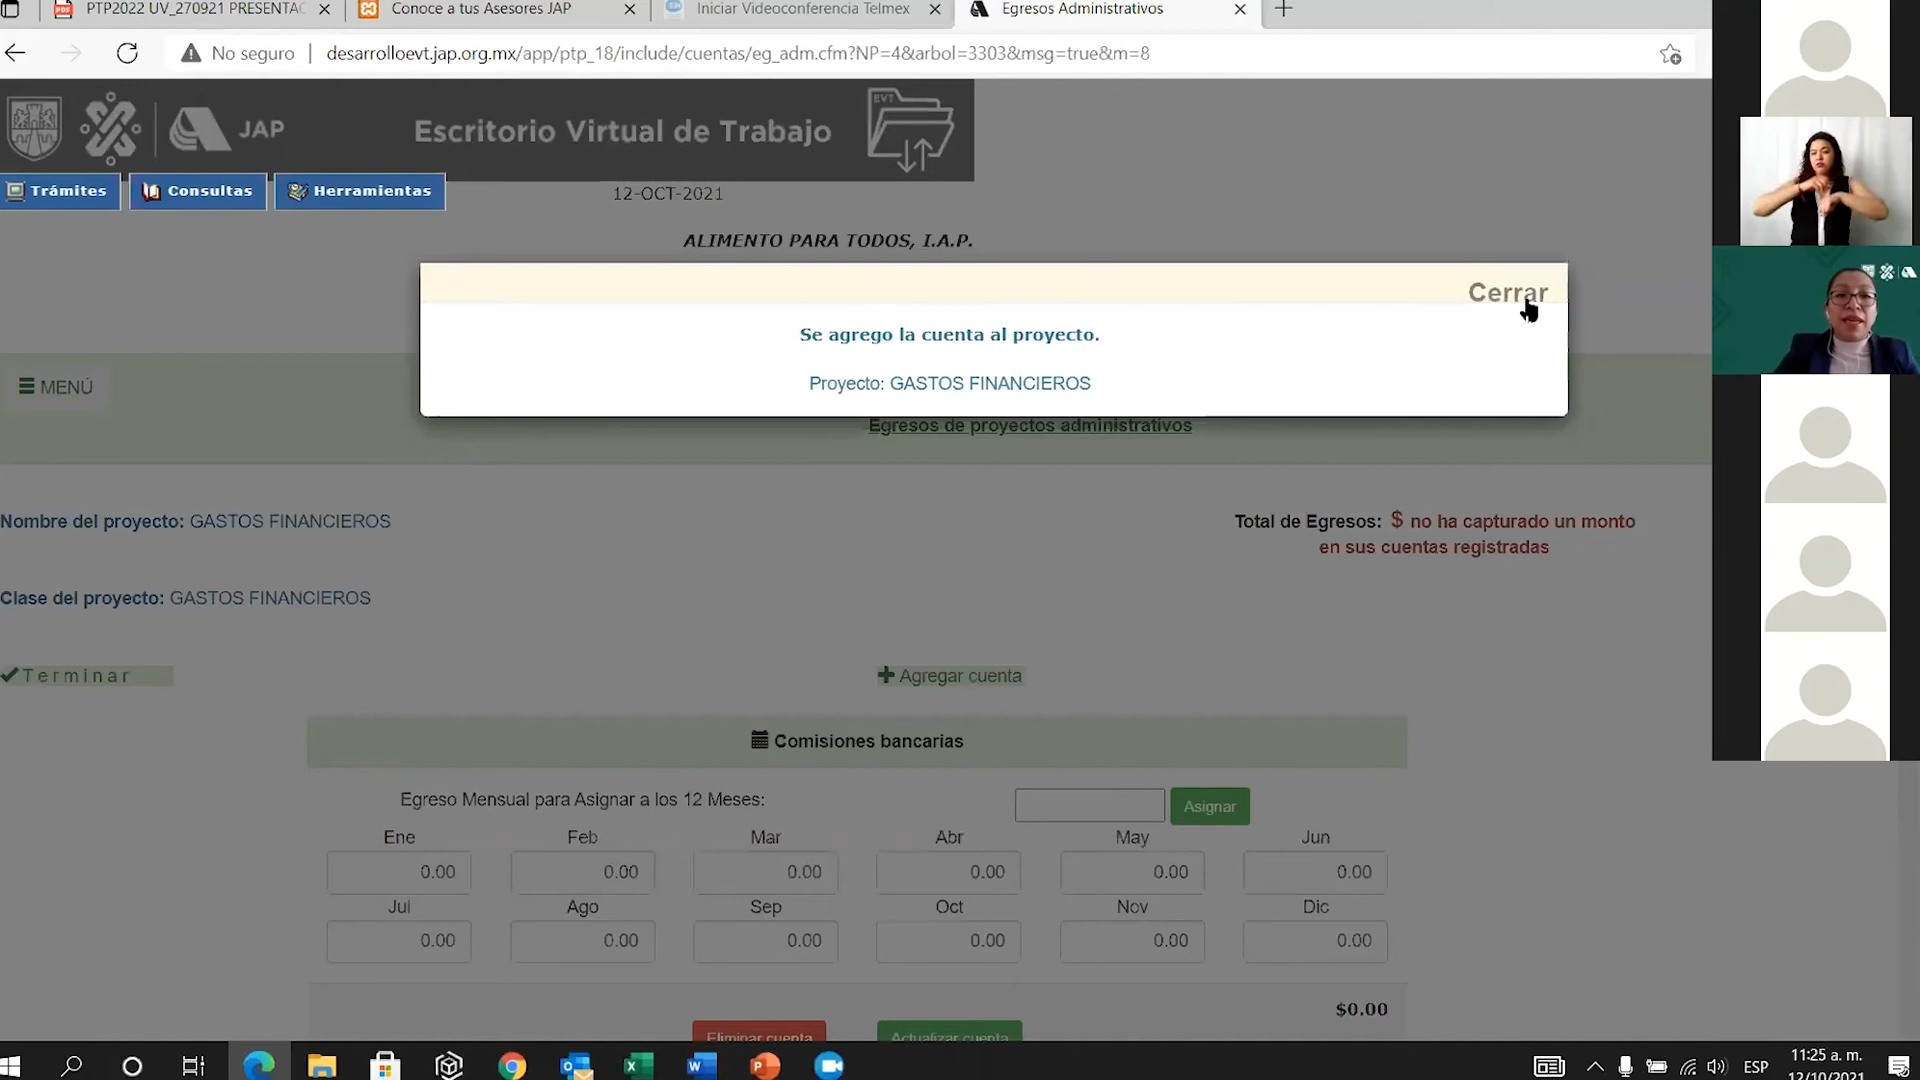 PTP2022 UV_270921 PRESENTAC
Conoce a tus Asesores JAP
Iniciar Videoconferencia Telmex
Egresos Administrativos
No seguro | desarrolloevt.jap.org.mx/app/ptp_18/include/cuentas/eg_adm.cfm?NP=4&arbol=3303&msg=true&m=8
JAP
Escritorio Virtual de Trabajo
EVT
Trámites
Consultas
Herramientas
12-OCT-2021
ALIMENTO PARA TODOS, I.A.P.
Cerrar
Se agrego la cuenta al proyecto.
Proyecto: GASTOS FINANCIEROS
MENÚ
Egresos de proyectos administrativos
Nombre del proyecto: GASTOS FINANCIEROS
Total de Egresos: $ no ha capturado un monto
en sus cuentas registradas
Clase del proyecto: GASTOS FINANCIEROS
Terminar
Agregar cuenta
Comisiones bancarias
Egreso Mensual para Asignar a los 12 Meses:
Asignar
Ene Feb Mar Abr May Jun
0.00 0.00 0.00 0.00 0.00 0.00
Jul Ago Sep Oct Nov Dic
0.00 0.00 0.00 0.00 0.00 0.00
$0.00
Eliminar cuenta
Actualizar cuenta
ESP
11:25 a. m.
12/10/2021